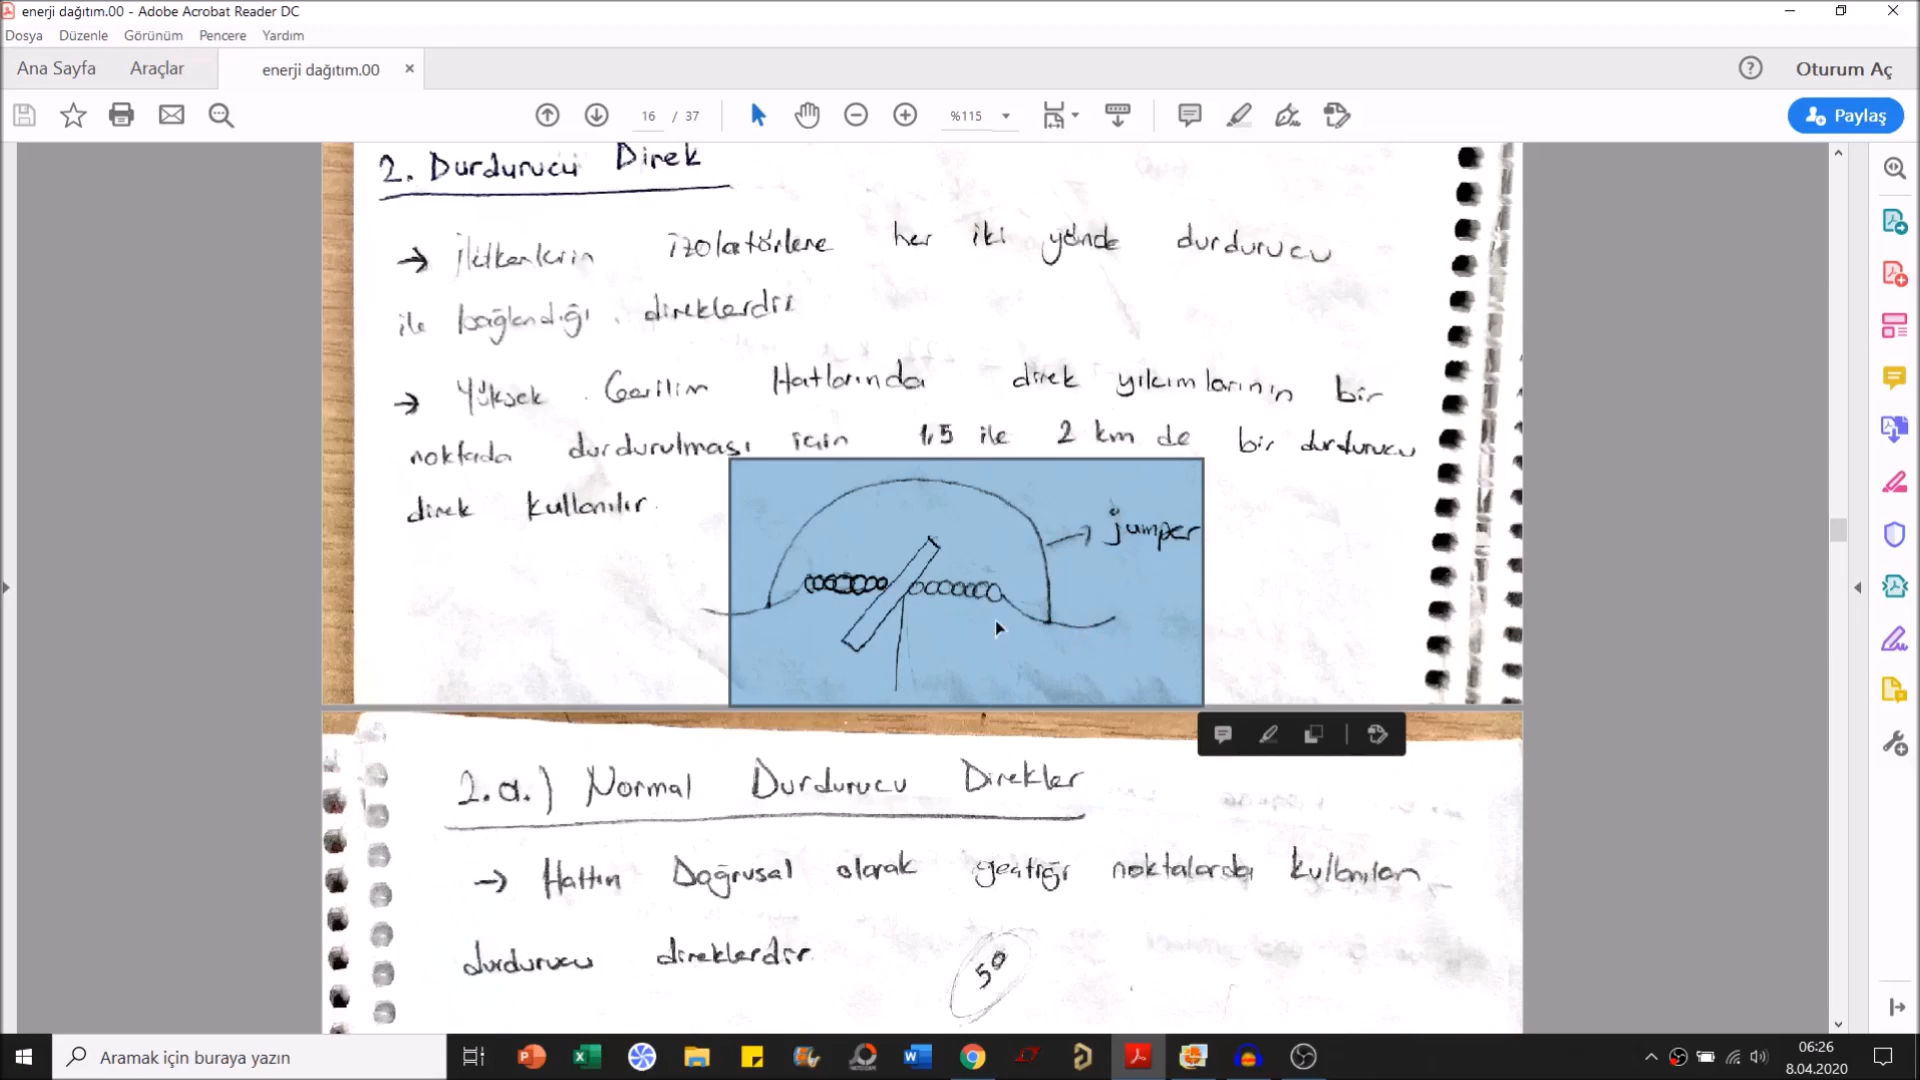 enerji dağıtım.00 - Adobe Acrobat Reader DC
Dosya Düzenle Görünüm Pencere Yardım
Ana Sayfa Araçlar enerji dağıtım.00 × Oturum Aç
16 / 37 %115 Paylaş
2. Durdurucu Direk
→ İletkenlerin izolatörlere her iki yönde durdurucu
ile bağlandığı direklerdir
→ Yüksek Gerilim Hatlarında direk yıkımlarının bir
noktada durdurulması için 1,5 ile 2 km de bir durdurucu
direk kullanılır.
→ jumper
2.a.) Normal Durdurucu Direkler
→ Hattın Doğrusal olarak geçtiği noktalarda kullanılan
durdurucu direklerdir.
50
Aramak için buraya yazın
06:26
8.04.2020